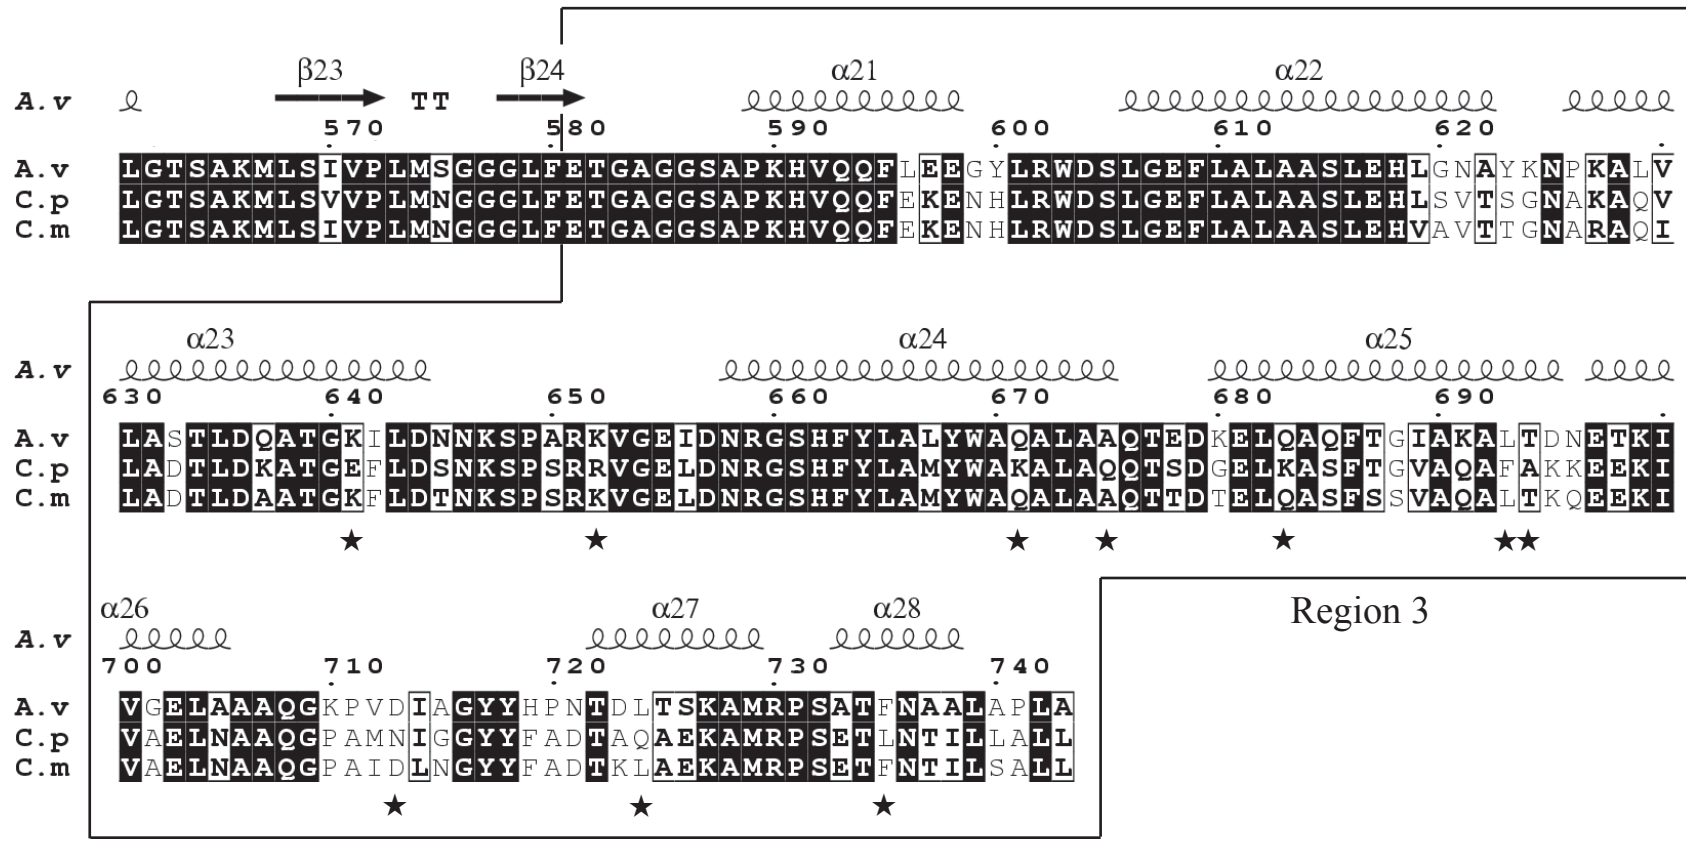 β23 β24 α21 α22
A.v TT
570 580 590 600 610 620
A.v LGTSAKMLSIVPLMSGGGLFETGAGGSAPKHVQQFLEEGYLRWDSLGEFLALAASLEHLGNAYKNPKALV
C.p LGTSAKMLSVVPLMNGGGLFETGAGGSAPKHVQQFEKENHLRWDSLGEFLALAASLEHLSVTSGNAKAQV
C.m LGTSAKMLSIVPLMNGGGLFETGAGGSAPKHVQQFEKENHLRWDSLGEFLALAASLEHVAVTTGNARAQI
α23 α24 α25
A.v
630 640 650 660 670 680 690
A.v LASTLDQATGKILDNNKSPARKVGEIDNRGSHFYLALYWAQALAAQTEDKELQAQFTGIAKALTDNETKI
C.p LADTLDKATGEFLDSNKSPSRRVGELDNRGSHFYLAMYWAKALAQQTSDGELKASFTGVAQAFAKKEEKI
C.m LADTLDAATGKFLDTNKSPSRKVGELDNRGSHFYLAMYWAQALAAQTTDTELQASFSSVAQALTKQEEKI
★ ★ ★ ★ ★ ★★
α26 α27 α28 Region 3
A.v
700 710 720 730 740
A.v VGELAAAQGKPVDIAGYYHPNTDLTSKAMRPSATFNAALAPLA
C.p VAELNAAQGPAMNIGGYYFADTAQAEKAMRPSETLNTILLALL
C.m VAELNAAQGPAIDLNGYYFADTKLAEKAMRPSETFNTILSALL
★ ★ ★